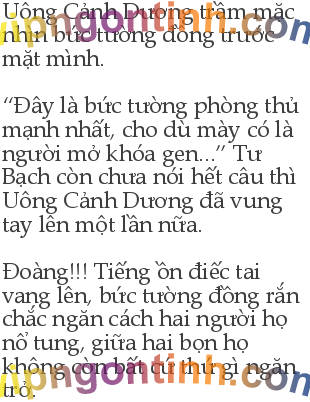 Uông Cảnh Dương trầm mặc
nhìn bức tường đồng trước
mặt mình.
“Đây là bức tường phòng thủ
mạnh nhất, cho dù mày có là
người mở khóa gen...” Tư
Bạch còn chưa nói hết câu thì
Uông Cảnh Dương đã vung
tay lên một lần nữa.
Đoàng!!! Tiếng ồn điếc tai
vang lên, bức tường đồng rắn
chắc ngăn cách hai người họ
nổ tung, giữa hai bọn họ
không còn bất cứ thứ gì ngăn
trở.